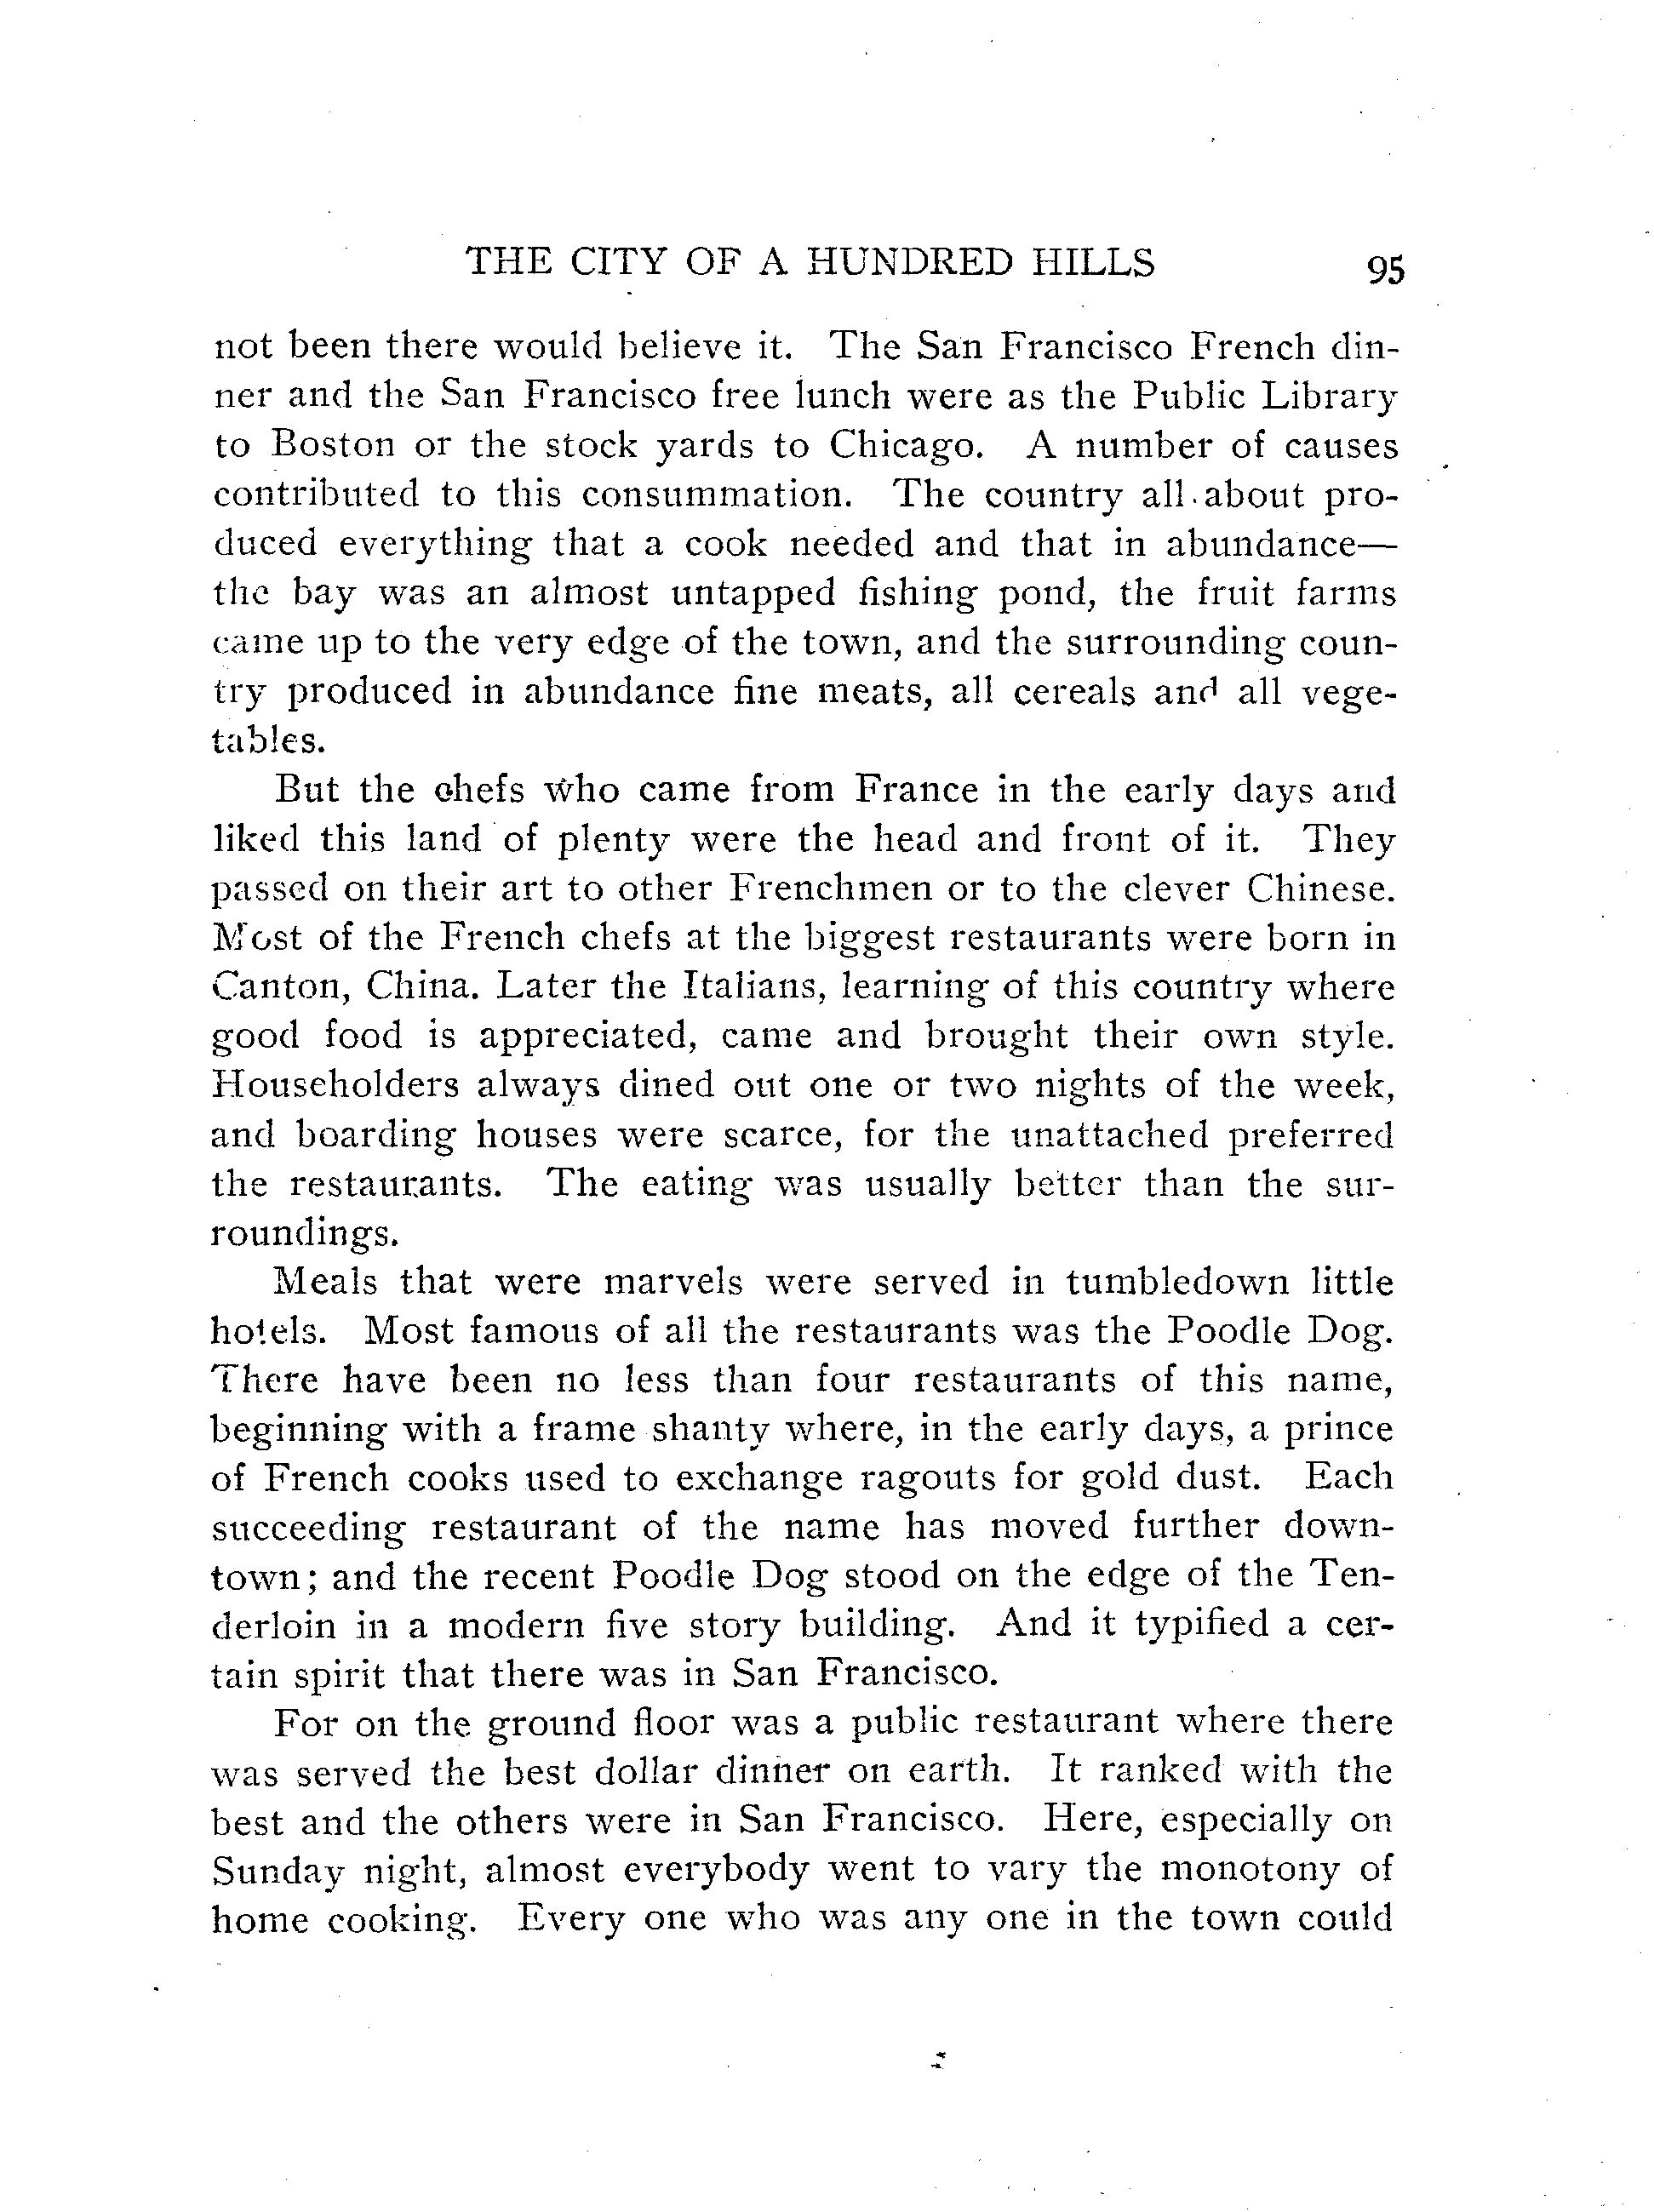 THE CITY OF A HUNDRED HILLS 95
not been there would believe it. The San Francisco French din-
ner and the San Francisco free lunch were as the Public Library
to Boston or the stock yards to Chicago. A number of causes
contributed to this consummation. The country all about pro-
duced everything that a cook needed and that in abundance—
the bay was an almost untapped fishing pond, the fruit farms
came up to the very edge of the town, and the surrounding coun-
try produced in abundance fine meats, all cereals and all vege-
tables.
But the chefs who came from France in the early days and
liked this land of plenty were the head and front of it. They
passed on their art to other Frenchmen or to the clever Chinese.
Most of the French chefs at the biggest restaurants were born in
Canton, China. Later the Italians, learning of this country where
good food is appreciated, came and brought their own style.
Householders always dined out one or two nights of the week,
and boarding houses were scarce, for the unattached preferred
the restaurants. The eating was usually better than the sur-
roundings.
Meals that were marvels were served in tumbledown little
hotels. Most famous of all the restaurants was the Poodle Dog.
There have been no less than four restaurants of this name,
beginning with a frame shanty where, in the early days, a prince
of French cooks used to exchange ragouts for gold dust. Each
succeeding restaurant of the name has moved further down-
town; and the recent Poodle Dog stood on the edge of the Ten-
derloin in a modern five story building. And it typified a cer-
tain spirit that there was in San Francisco.
For on the ground floor was a public restaurant where there
was served the best dollar dinner on earth. It ranked with the
best and the others were in San Francisco. Here, especially on
Sunday night, almost everybody went to vary the monotony of
home cooking. Every one who was any one in the town could